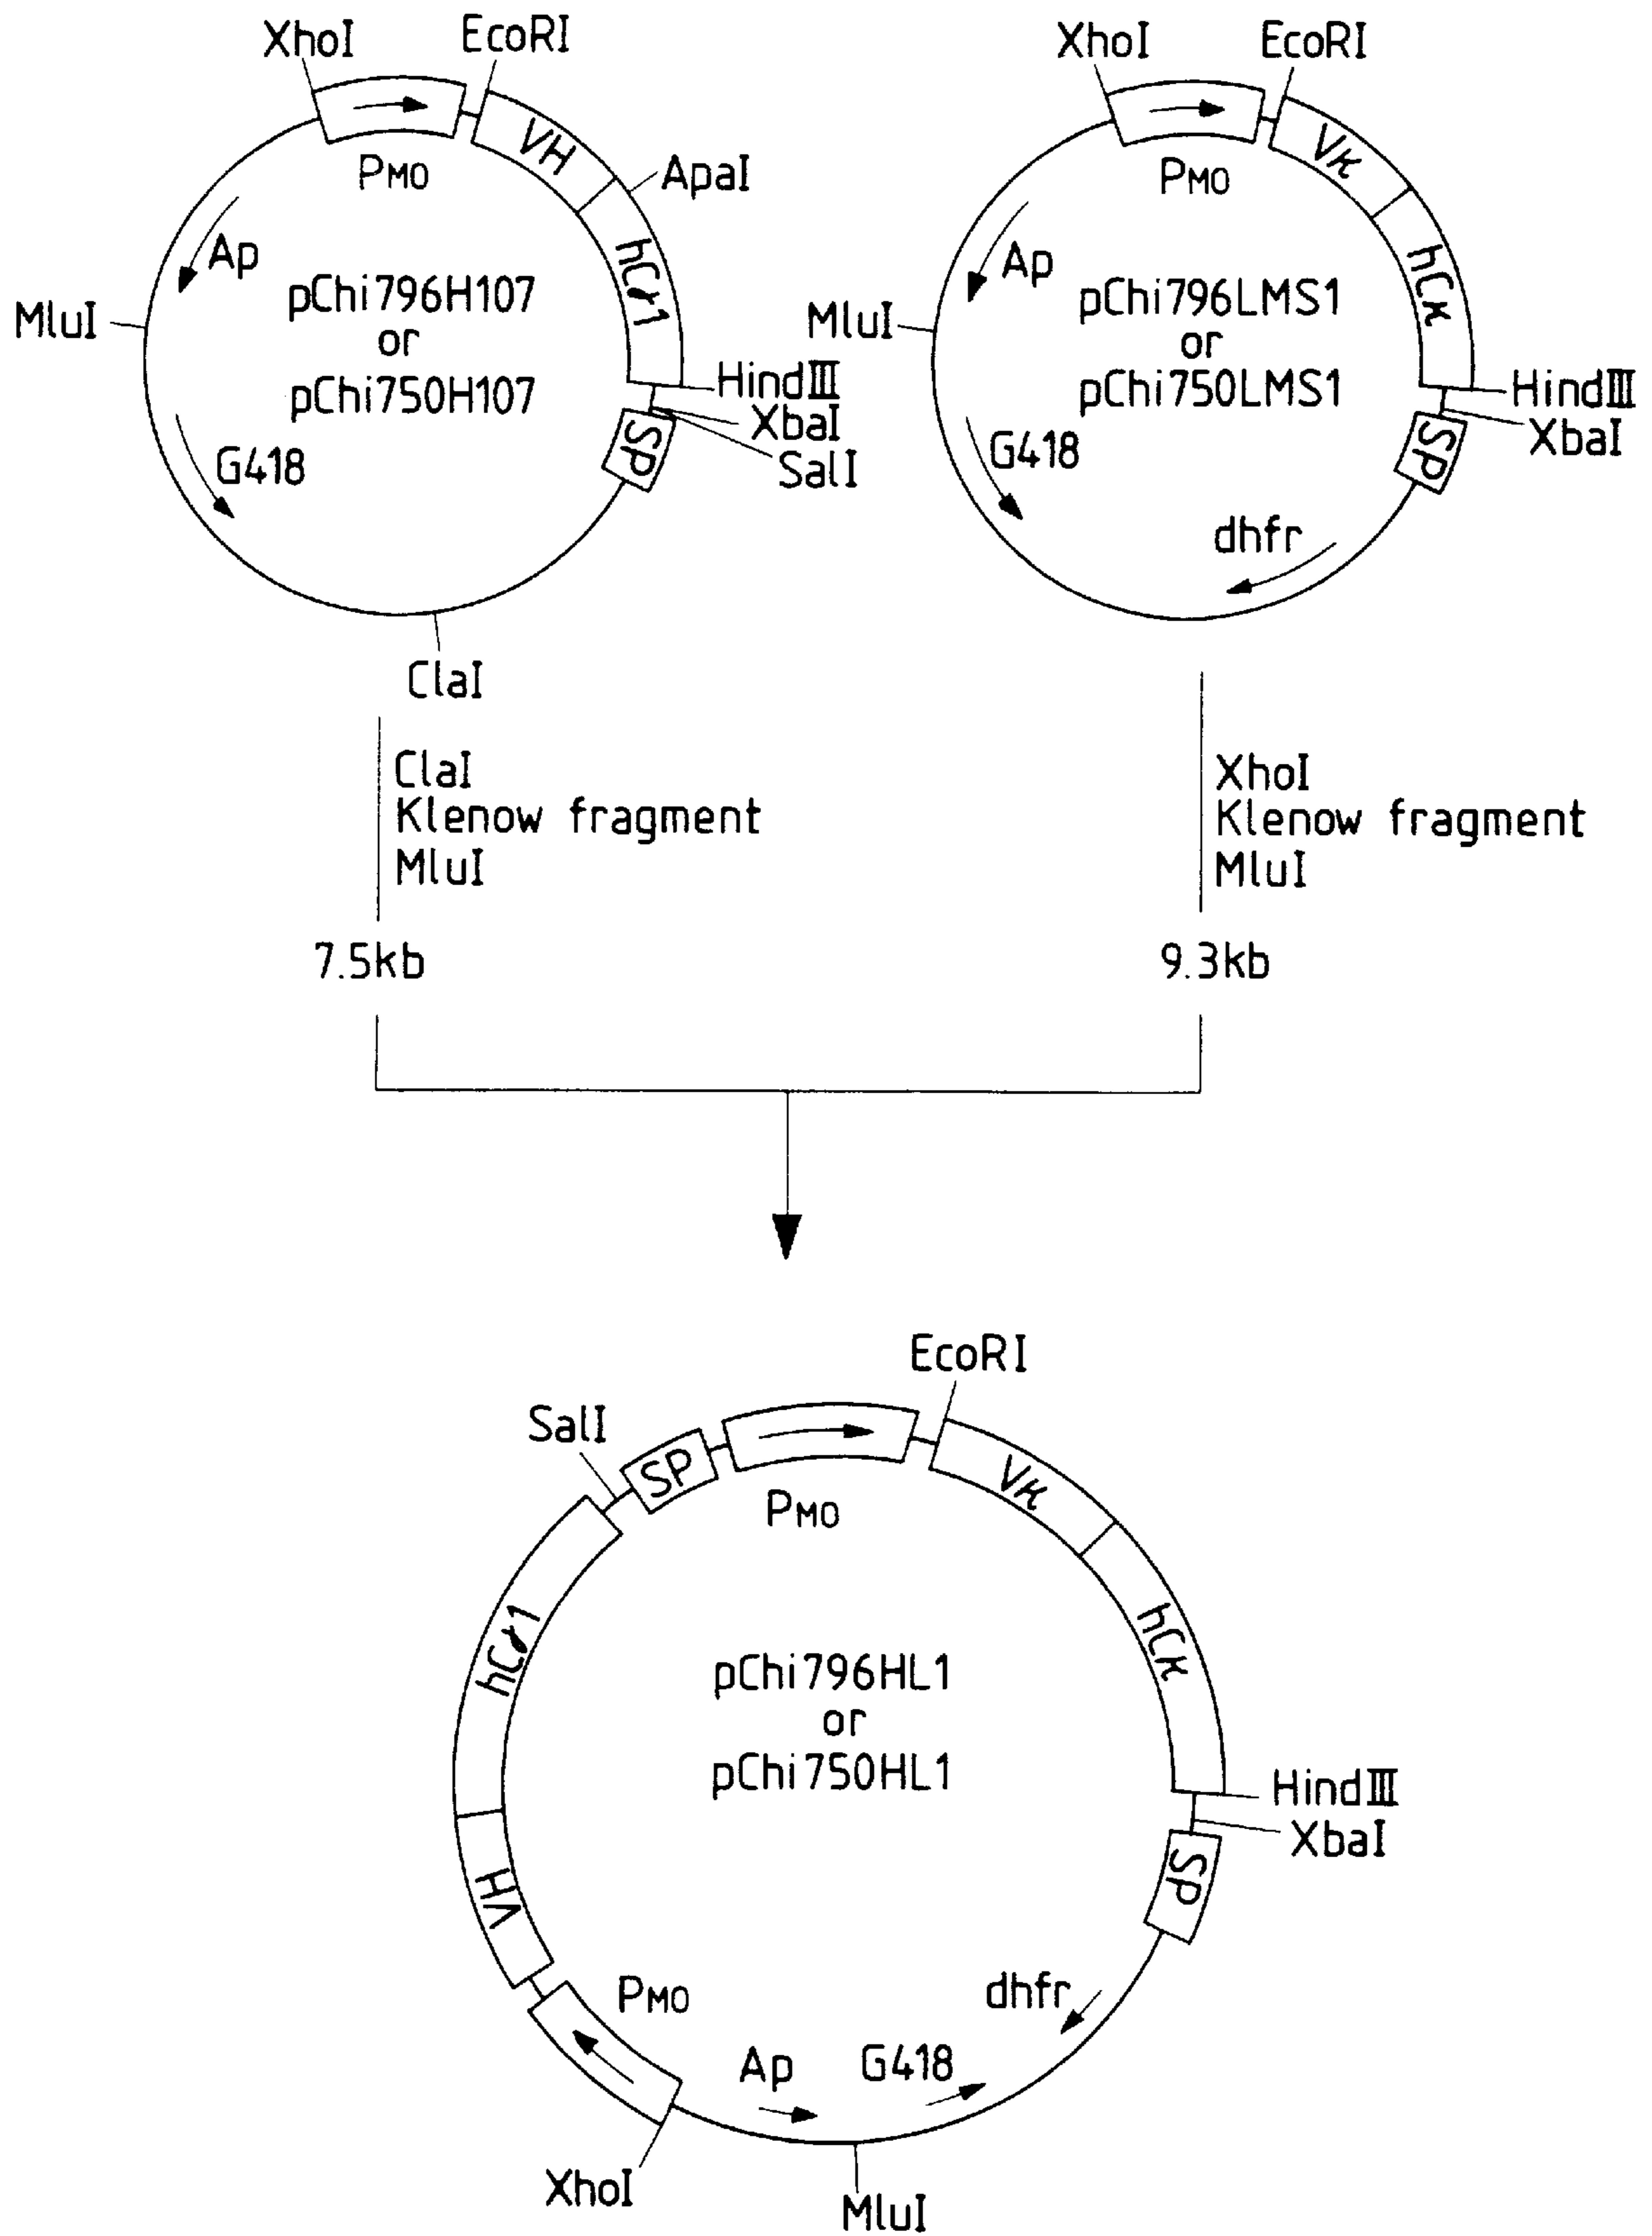 XhoI
EcoRI
VH
ApaI
PMO
Ap
hCγ1
pChi796H107
or
pChi750H107
MluI
HindIII
XbaI
SalI
SP
G418
ClaI
XhoI
EcoRI
Vκ
PMO
Ap
hCκ
pChi796LMS1
or
pChi750LMS1
MluI
HindIII
XbaI
SP
G418
dhfr
ClaI
Klenow fragment
MluI
7.5kb
XhoI
Klenow fragment
MluI
9.3kb
EcoRI
SalI
SP
PMO
Vκ
hCγ1
hCκ
pChi796HL1
or
pChi750HL1
HindIII
XbaI
SP
VH
PMO
dhfr
Ap
G418
XhoI
MluI